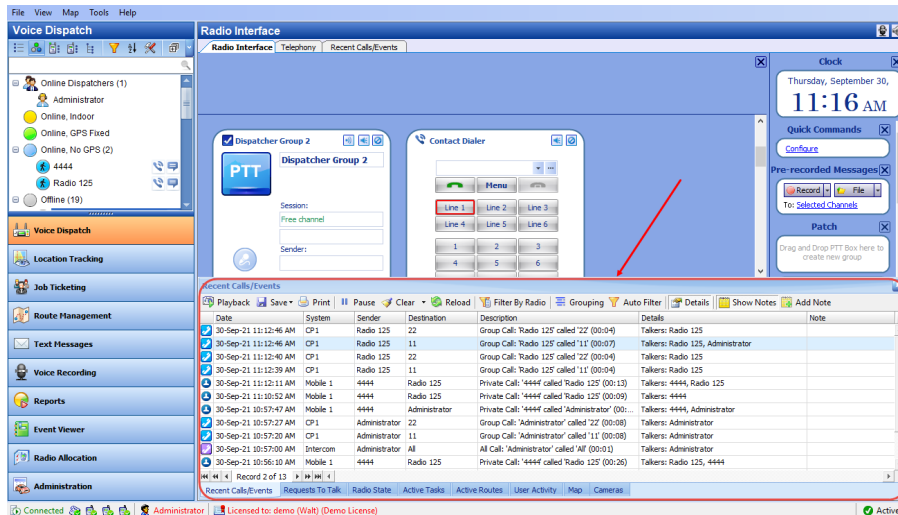 File View Map Tools Help
Voice Dispatch
Online Dispatchers (1)
Administrator
Online, Indoor
Online, GPS Fixed
Online, No GPS (2)
4444
Radio 125
Offline (19)
Voice Dispatch
Location Tracking
Job Ticketing
Route Management
Text Messages
Voice Recording
Reports
Event Viewer
Radio Allocation
Administration
Radio Interface
Radio Interface Telephony Recent Calls/Events
Dispatcher Group 2
PTT
Dispatcher Group 2
Session:
Free channel
Sender:
Contact Dialer
Menu
Line 1 Line 2 Line 3
Line 4 Line 5 Line 6
1 2 3
4 5 6
Clock
Thursday, September 30,
11:16 AM
Quick Commands
Configure
Pre-recorded Messages
Record File
To: Selected Channels
Patch
Drag and Drop PTT Box here to
create new group
Recent Calls/Events
Playback Save Print Pause Clear Reload Filter By Radio Grouping Auto Filter Details Show Notes Add Note
Date System Sender Destination Description Details Note
30-Sep-21 11:12:46 AM CP1 Radio 125 22 Group Call: 'Radio 125' called '22' (00:04) Talkers: Radio 125
30-Sep-21 11:12:46 AM CP1 Radio 125 11 Group Call: 'Radio 125' called '11' (00:07) Talkers: Radio 125, Administrator
30-Sep-21 11:12:40 AM CP1 Radio 125 22 Group Call: 'Radio 125' called '22' (00:04) Talkers: Radio 125
30-Sep-21 11:12:39 AM CP1 Radio 125 11 Group Call: 'Radio 125' called '11' (00:04) Talkers: Radio 125
30-Sep-21 11:12:11 AM Mobile 1 4444 Radio 125 Private Call: '4444' called 'Radio 125' (00:13) Talkers: 4444, Radio 125
30-Sep-21 11:10:52 AM Mobile 1 4444 Radio 125 Private Call: '4444' called 'Radio 125' (00:09) Talkers: 4444
30-Sep-21 10:57:47 AM Mobile 1 4444 Administrator Private Call: '4444' called 'Administrator' (00:... Talkers: 4444, Administrator
30-Sep-21 10:57:27 AM CP1 Administrator 22 Group Call: 'Administrator' called '22' (00:08) Talkers: Administrator
30-Sep-21 10:57:20 AM CP1 Administrator 11 Group Call: 'Administrator' called '11' (00:08) Talkers: Administrator
30-Sep-21 10:57:00 AM Intercom Administrator All All Call: 'Administrator' called 'All' (00:01) Talkers: Administrator
30-Sep-21 10:56:10 AM Mobile 1 4444 Radio 125 Private Call: '4444' called 'Radio 125' (00:26) Talkers: Radio 125, 4444
Record 2 of 13
Recent Calls/Events Requests To Talk Radio State Active Tasks Active Routes User Activity Map Cameras
Connected Administrator Licensed to: demo (Walt) (Demo License) Active